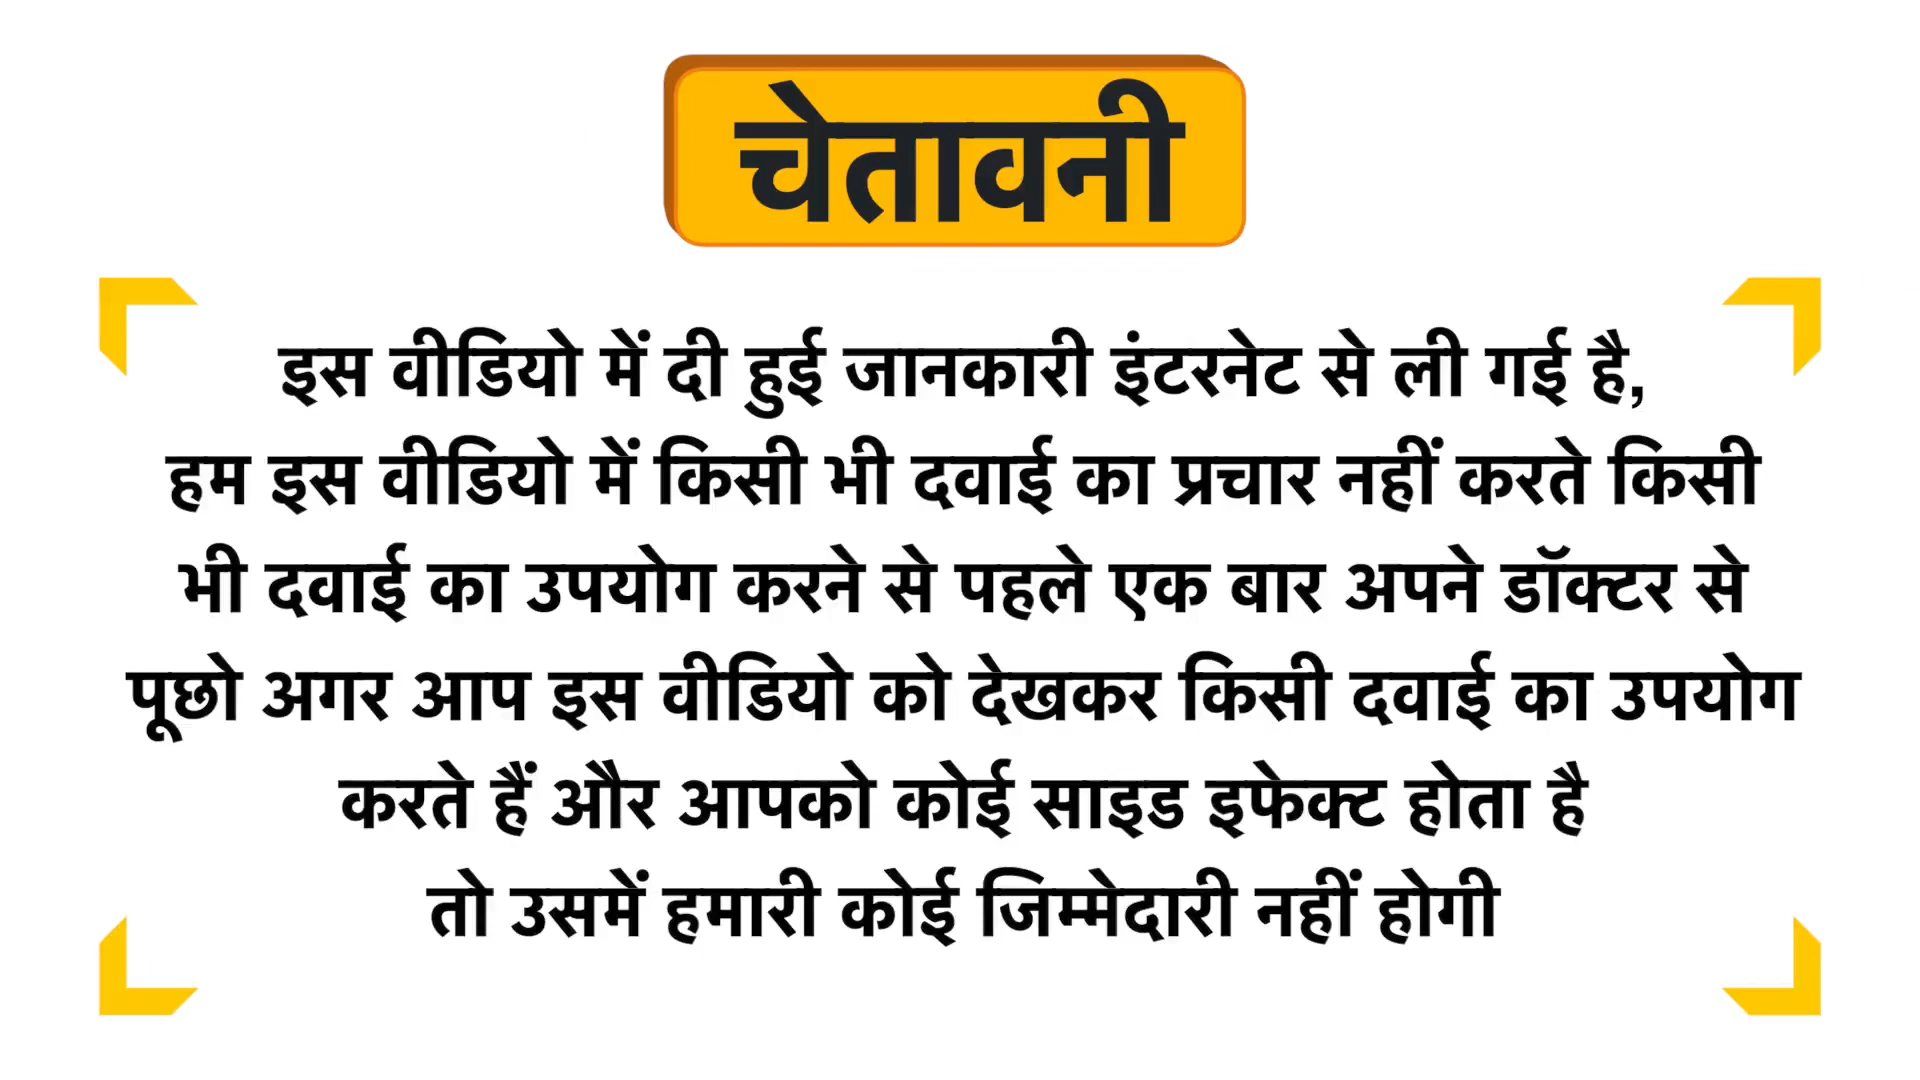 चेतावनी
इस वीडियो में दी हुई जानकारी इंटरनेट से ली गई है,
हम इस वीडियो में किसी भी दवाई का प्रचार नहीं करते किसी
भी दवाई का उपयोग करने से पहले एक बार अपने डॉक्टर से
पूछो अगर आप इस वीडियो को देखकर किसी दवाई का उपयोग
करते हैं और आपको कोई साइड इफेक्ट होता है
तो उसमें हमारी कोई जिम्मेदारी नहीं होगी